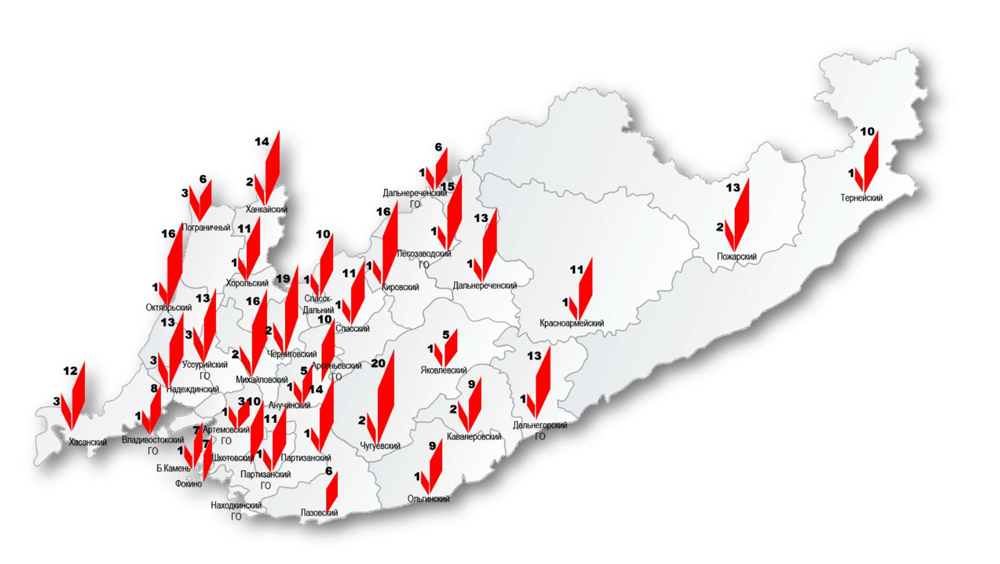 10
1
Тернейский
14
2
Ханкайский
6
1
Дальнереченский
ГО
3
6
Пограничный
13
2
Пожарский
15
1
Лесозаводский
ГО
16
1
Кировский
13
1
Дальнереченский
11
1
Хорольский
16
1
Октябрьский
10
1
Спасск-
Дальний
11
1
Спасский
19
2
Черниговский
11
1
Красноармейский
13
3
Уссурийский
ГО
16
2
Михайловский
13
3
Надеждинский
10
Арсеньевский
ГО
5
1
Яковлевский
13
1
Дальнегорский
ГО
20
2
Чугуевский
5
1
Анучинский
12
3
Хасанский
8
1
Владивостокский
ГО
3
1
Артемовский
ГО
10
Шкотовский
11
1
Партизанский
ГО
14
1
Партизанский
9
2
Кавалеровский
7
1
Б.Камень
7
Фокино
9
1
Ольгинский
6
Лазовский
Находкинский
ГО